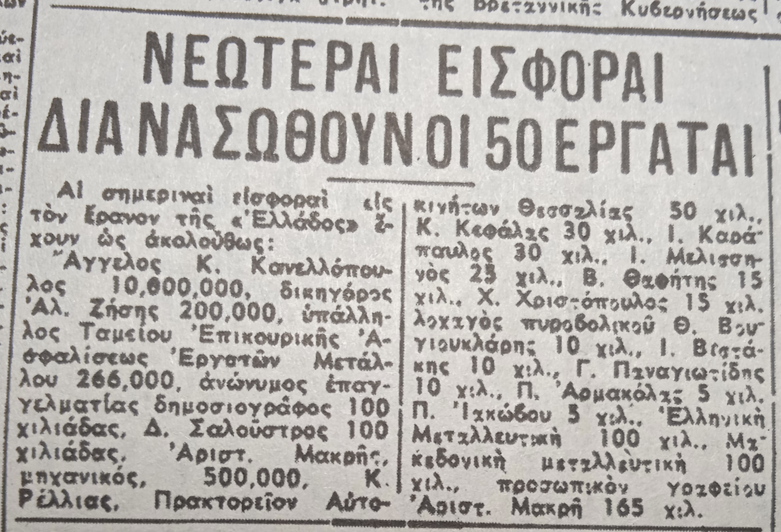 της Βρεταννικῆς Κυβερνήσεως
ΝΕΩΤΕΡΑΙ ΕΙΣΦΟΡΑΙ
ΔΙΑ ΝΑ ΣΩΘΟΥΝ ΟΙ 50 ΕΡΓΑΤΑΙ
Αἱ σημεριναὶ εἰσφοραὶ εἰς
τὸν Ἔρανον τῆς «Ἑλλάδος» ἔ-
χουν ὡς ἀκολούθως:
Ἄγγελος Κ. Κανελλόπου-
λος 10,000,000, δικηγόρος
Ἀλ. Ζήσης 200,000, ὑπάλλη-
λος Ταμείου Ἐπικουρικῆς Ἀ-
σφαλίσεως Ἐργατῶν Μετάλ-
λου 266,000, ἀνώνυμος ἐπαγ-
γελματίας δημοσιογράφος 100
χιλιάδας, Δ. Σαλούστρος 100
χιλιάδας, Ἀριστ. Μακρῆς,
μηχανικός, 500,000, Κ.
Ρέλλιας, Πρακτορεῖον Αὐτο-
κινήτων Θεσσαλίας 50 χιλ.,
Κ. Κεφάλας 30 χιλ., Ι. Καρά-
παυλος 30 χιλ., Ι. Μελισση-
γὸς 25 χιλ., Β. Θαφήτης 15
χιλ., Χ. Χριστόπουλος 15 χιλ.
λοχαγὸς πυροβολικοῦ Θ. Βου-
γιουκλάρης 10 χιλ., Ι. Βιστά-
κης 10 χιλ., Γ. Παναγιωτίδης
10 χιλ., Π. Ἀρμακόλας 5 χιλ.
Π. Ἰακώβου 5 χιλ., Ἑλληνικὴ
Μεταλλευτικὴ 100 χιλ., Μα-
κεδονικὴ μεταλλευτικὴ 100
χιλ., προσωπικὸν γραφείου
Ἀριστ. Μακρῆ 165 χιλ.